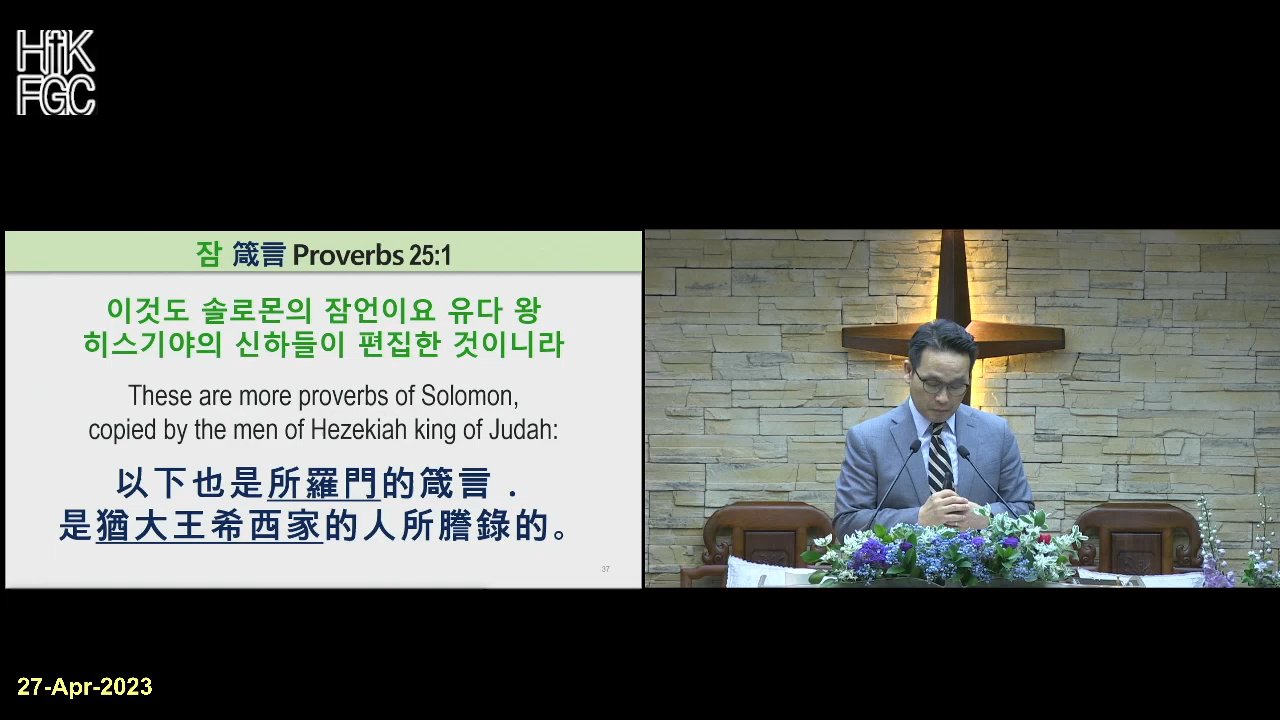 HK
FGC
잠 箴言 Proverbs 25:1
이것도 솔로몬의 잠언이요 유다 왕
히스기야의 신하들이 편집한 것이니라
These are more proverbs of Solomon,
copied by the men of Hezekiah king of Judah:
以下也是所羅門的箴言 .
是猶大王希西家的人所謄錄的。
37
27-Apr-2023